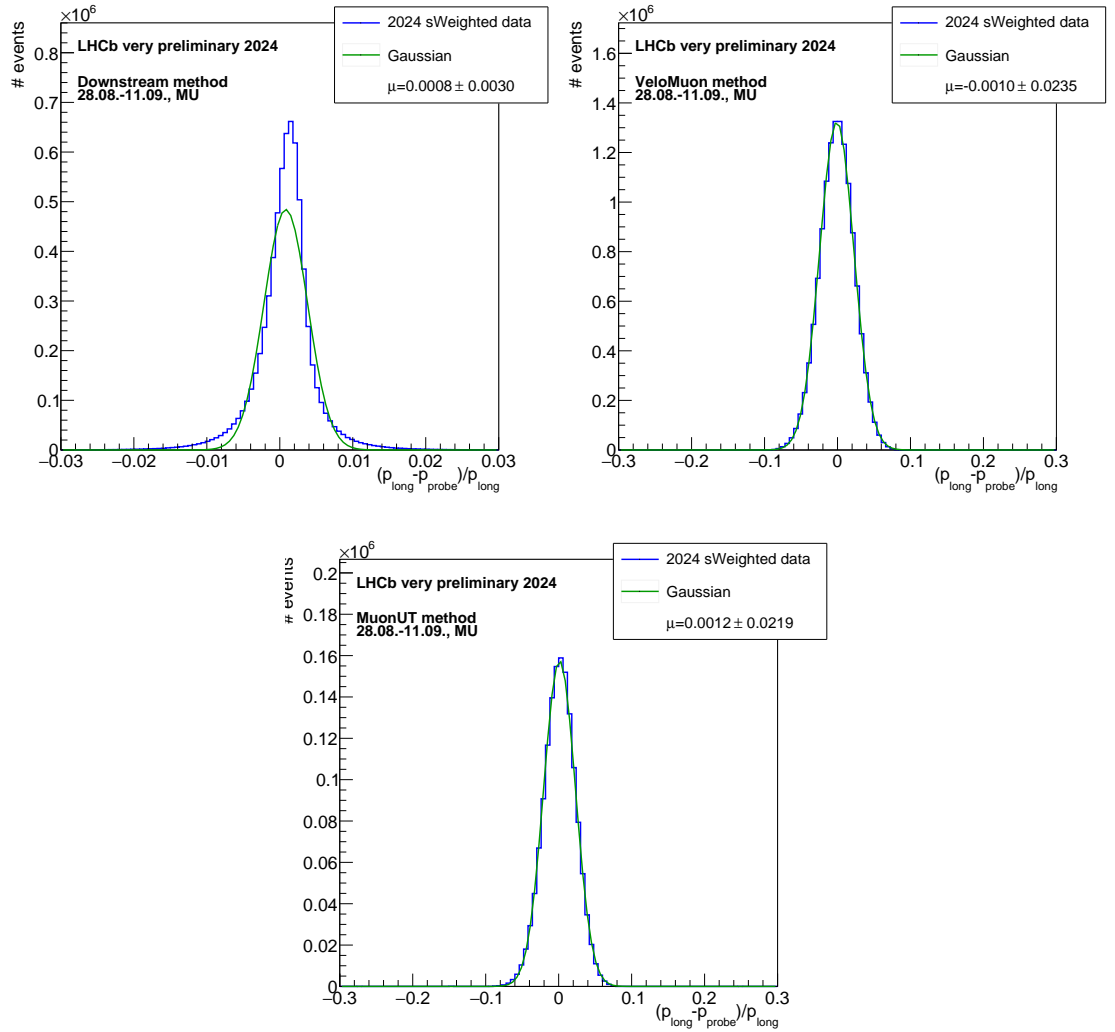 ×10⁶
2024 sWeighted data
Gaussian
μ=0.0008 ± 0.0030
# events
LHCb very preliminary 2024
Downstream method
28.08.-11.09., MU
0.8
0.7
0.6
0.5
0.4
0.3
0.2
0.1
0
−0.03 −0.02 −0.01 0 0.01 0.02 0.03
(p_long-p_probe)/p_long
×10⁶
2024 sWeighted data
Gaussian
μ=-0.0010 ± 0.0235
# events
LHCb very preliminary 2024
VeloMuon method
28.08.-11.09., MU
1.6
1.4
1.2
1
0.8
0.6
0.4
0.2
0
−0.3 −0.2 −0.1 0 0.1 0.2 0.3
(p_long-p_probe)/p_long
×10⁶
2024 sWeighted data
Gaussian
μ=0.0012 ± 0.0219
# events
LHCb very preliminary 2024
MuonUT method
28.08.-11.09., MU
0.2
0.18
0.16
0.14
0.12
0.1
0.08
0.06
0.04
0.02
0
−0.3 −0.2 −0.1 0 0.1 0.2 0.3
(p_long-p_probe)/p_long